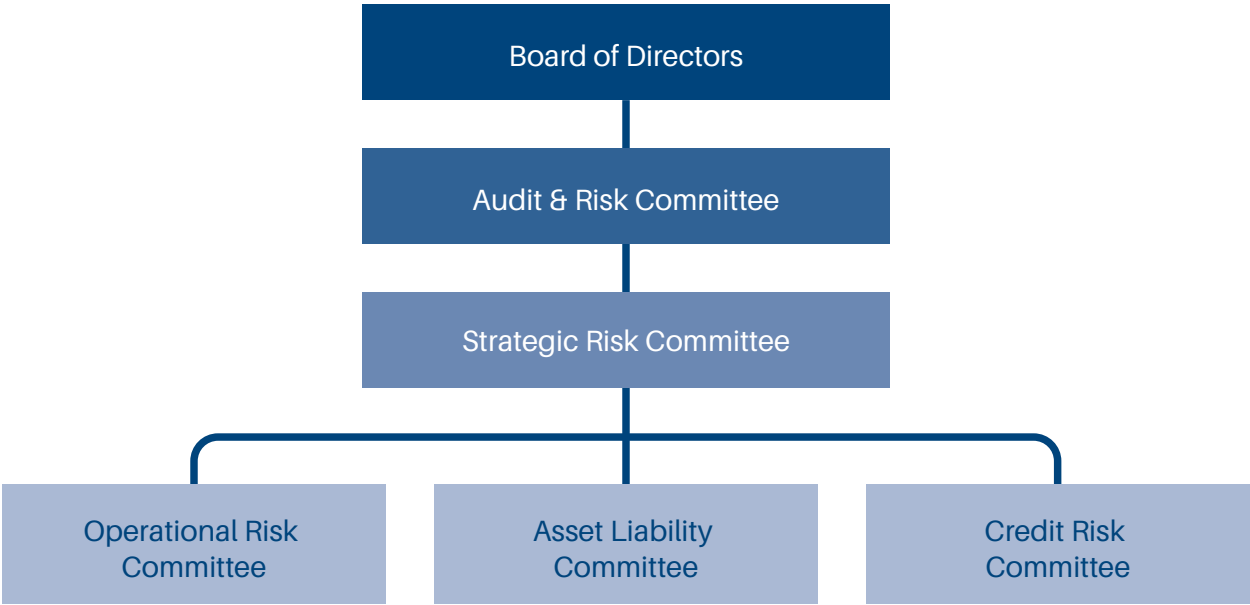 Board of Directors
Audit & Risk Committee
Strategic Risk Committee
Operational Risk
Committee
Asset Liability
Committee
Credit Risk
Committee